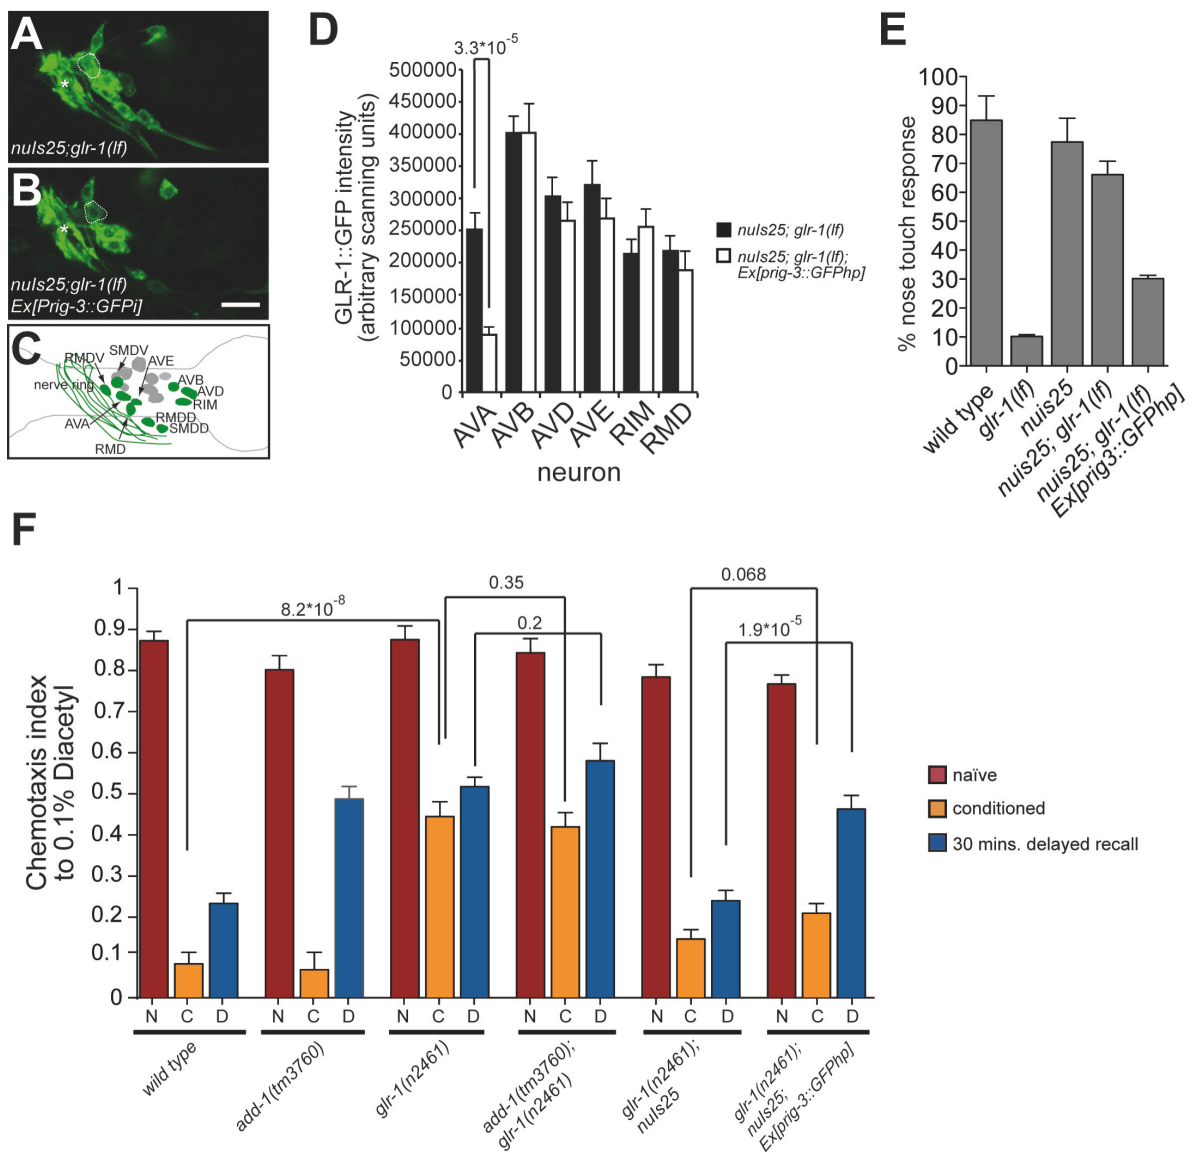 A
*
nuIs25;glr-1(lf)
B
*
nuIs25;glr-1(lf)
Ex[Prig-3::GFPi]
C
RMDV
SMDV
AVE
nerve ring
AVB
AVD
RIM
AVA
RMDD
SMDD
RMD
D
3.3*10-5
500000
450000
400000
350000
300000
250000
200000
150000
100000
50000
0
GLR-1::GFP intensity
(arbitrary scanning units)
AVA
AVB
AVD
AVE
RIM
RMD
neuron
nuIs25; glr-1(lf)
nuIs25; glr-1(lf);
Ex[prig-3::GFPhp]
E
100
90
80
70
60
50
40
30
20
10
0
% nose touch response
wild type
glr-1(lf)
nuis25
nuis25; glr-1(lf)
nuis25; glr-1(lf)
Ex[prig3::GFPhp]
F
1
0.9
0.8
0.7
0.6
0.5
0.4
0.3
0.2
0.1
0
Chemotaxis index
to 0.1% Diacetyl
8.2*10-8
0.35
0.2
0.068
1.9*10-5
N C D N C D N C D N C D N C D N C D
wild type
add-1(tm3760)
glr-1(n2461)
add-1(tm3760);
glr-1(n2461)
glr-1(n2461);
nuIs25
glr-1(n2461);
nuIs25;
Ex[prig-3::GFPhp]
naïve
conditioned
30 mins. delayed recall